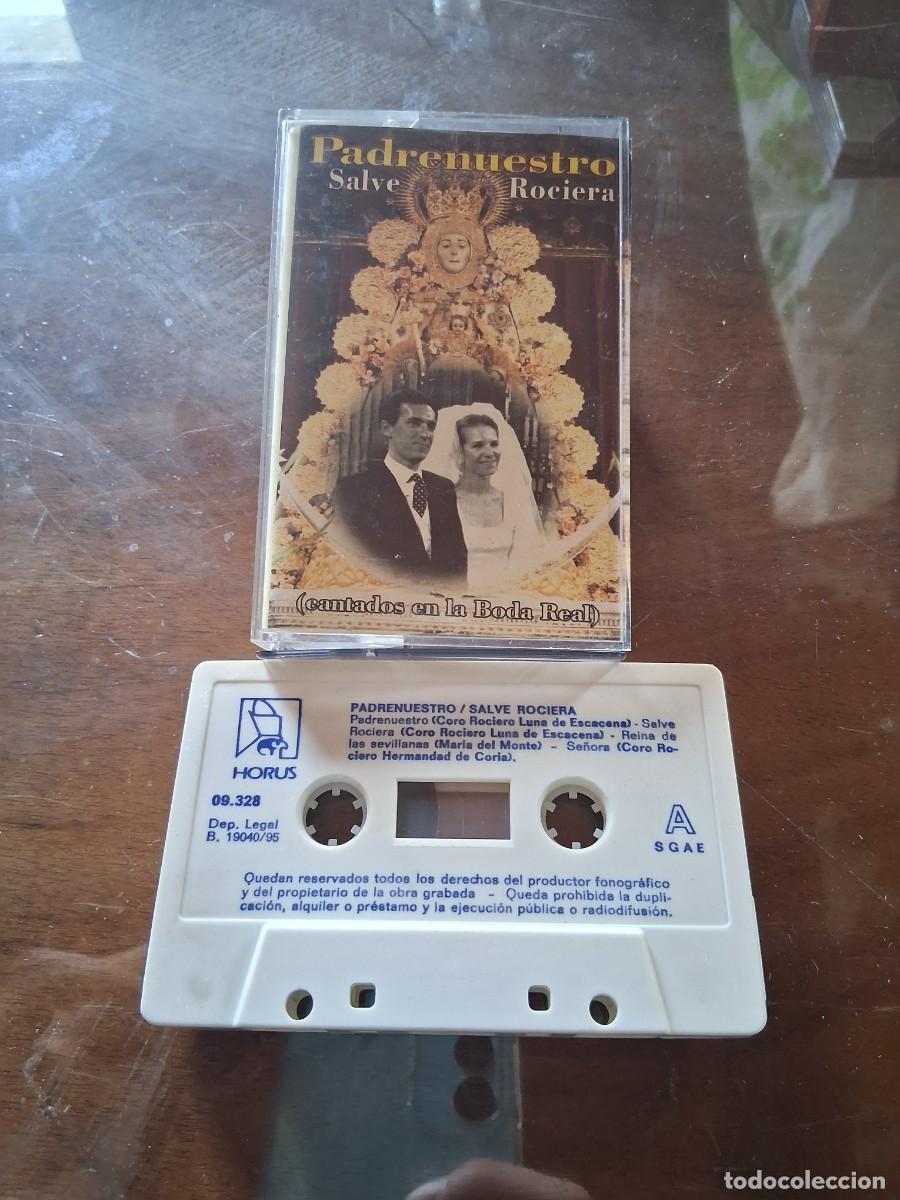 Padrenuestro
Salve Rociera
(cantados en la Boda Real)
HORUS
09.328
Dep. Legal
B. 19040/95
PADRENUESTRO / SALVE ROCIERA
Padrenuestro (Coro Rociero Luna de Escacena) - Salve
Rociera (Coro Rociero Luna de Escacena) - Reina de
las sevillanas (María del Monte) - Señora (Coro Ro-
ciero Hermandad de Coria).
A
SGAE
Quedan reservados todos los derechos del productor fonográfico
y del propietario de la obra grabada - Queda prohibida la dupli-
cación, alquiler o préstamo y la ejecución pública o radiodifusión.
todocoleccion